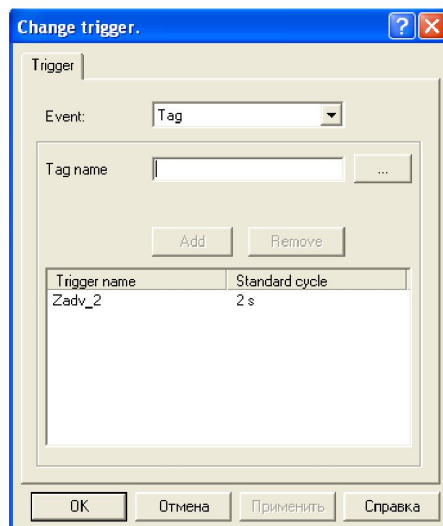 Change trigger.
Trigger
Event: Tag
Tag name ...
Add Remove
Trigger name Standard cycle
Zadv_2 2 s
OK Отмена Применить Справка